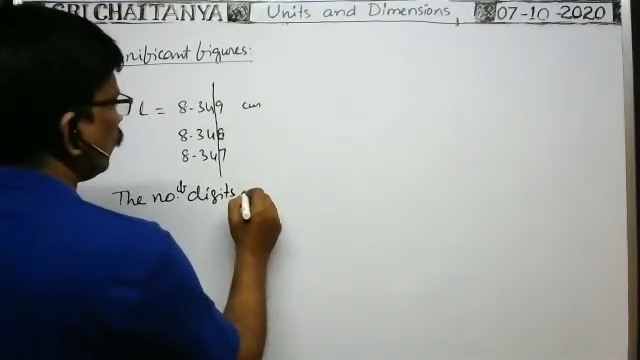 SRI CHAITANYA Units and Dimensions 07-10-2020
nificant figures:
L = 8.349 cm
8.348
8.347
The no. of digits